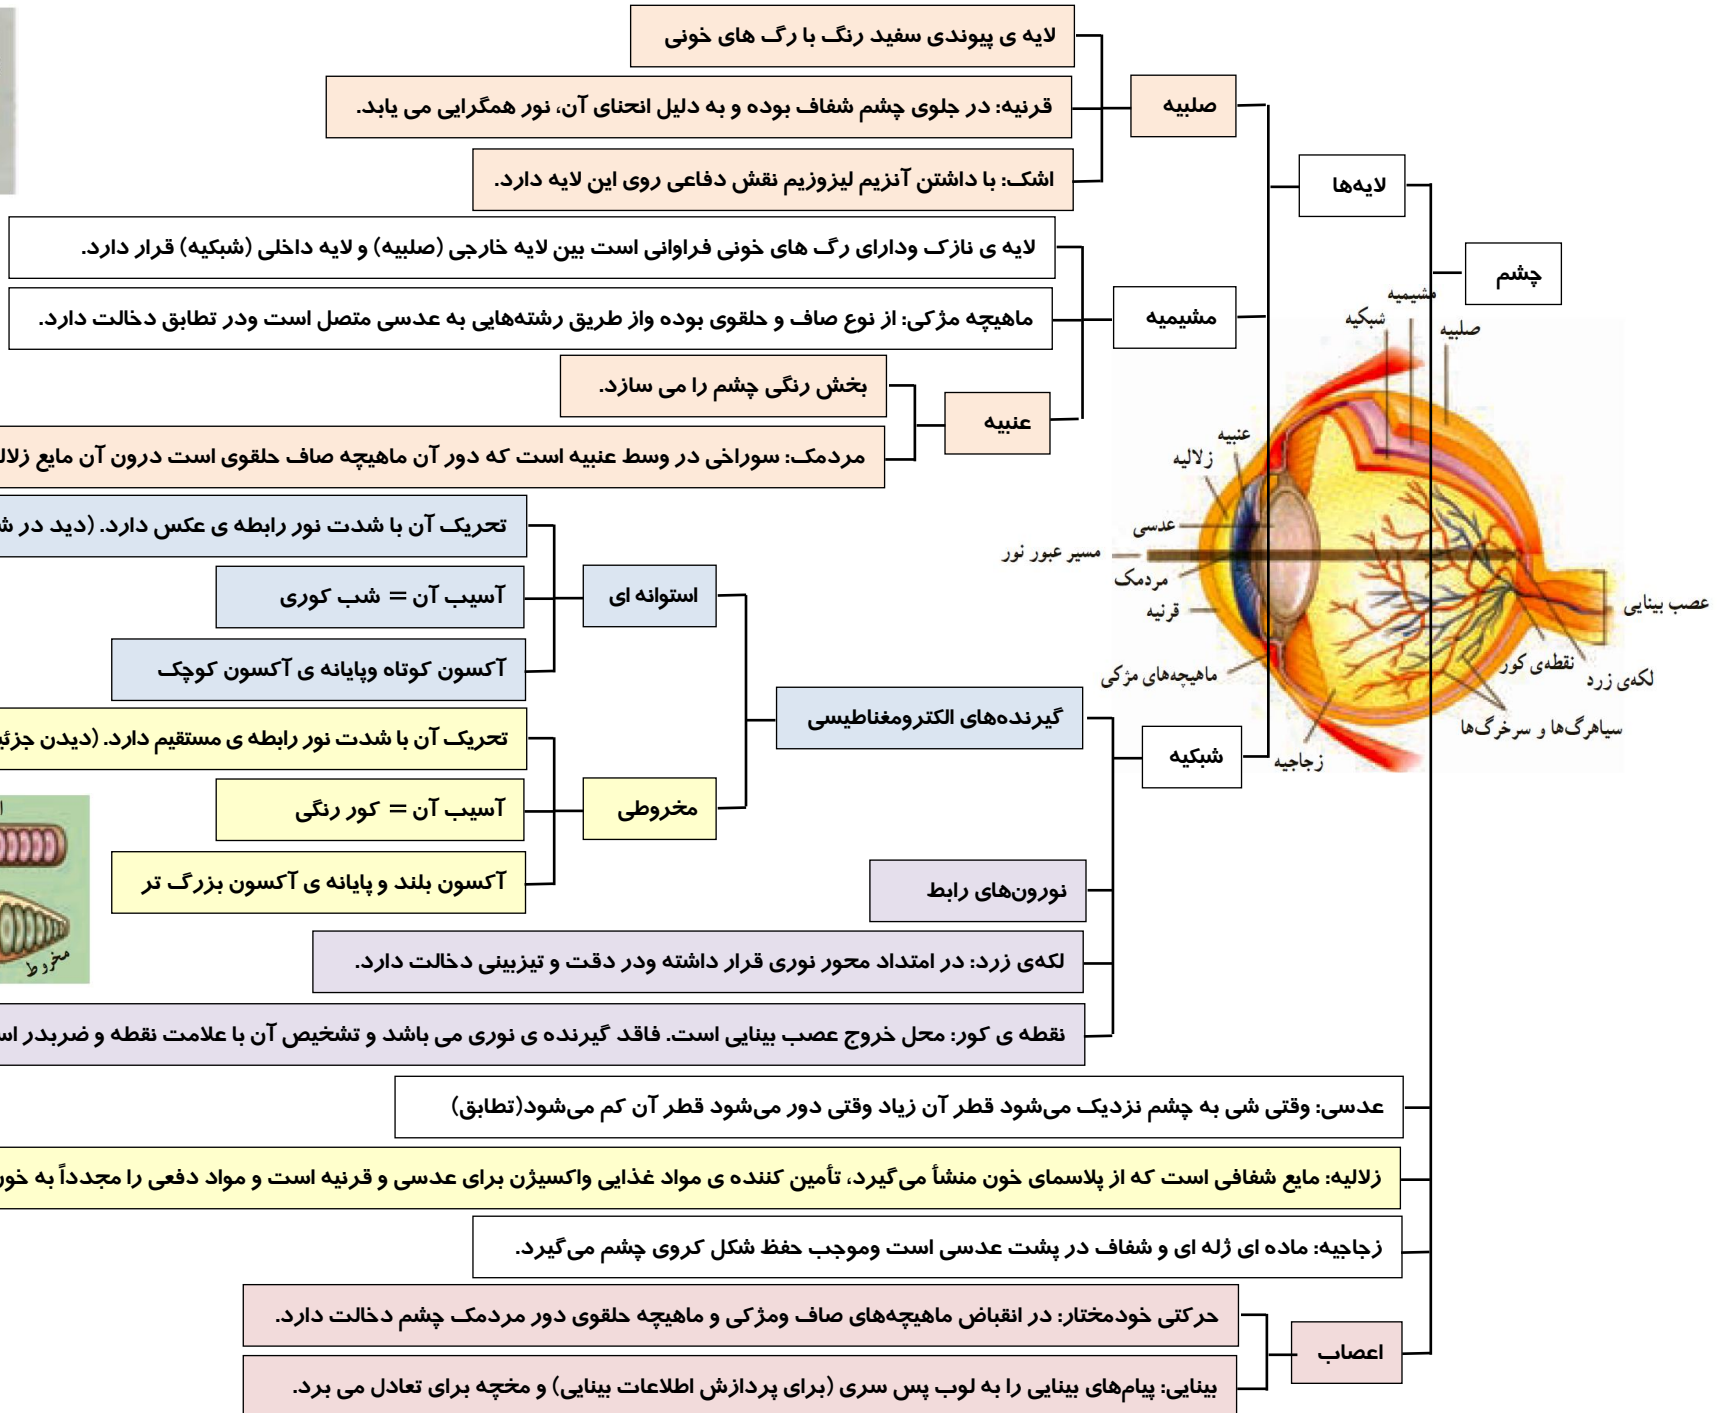 لایه ی پیوندی سفید رنگ با رگ های خونی
قرنیه: در جلوی چشم شفاف بوده و به دلیل انحنای آن، نور همگرایی می یابد.
صلبیه
اشک: با داشتن آنزیم لیزوزیم نقش دفاعی روی این لایه دارد.
لایه‌ها
لایه ی نازک ودارای رگ های خونی فراوانی است بین لایه خارجی (صلبیه) و لایه داخلی (شبکیه) قرار دارد.
چشم
ماهیچه مژکی: از نوع صاف و حلقوی بوده واز طریق رشته‌هایی به عدسی متصل است ودر تطابق دخالت دارد.
مشیمیه
بخش رنگی چشم را می سازد.
عنبیه
مردمک: سوراخی در وسط عنبیه است که دور آن ماهیچه صاف حلقوی است درون آن مایع
مشیمیه
شبکیه
صلبیه
عنبیه
زلالیه
عدسی
مسیر عبور نور
مردمک
قرنیه
ماهیچه‌های مژکی
زجاجیه
عصب بینایی
نقطه‌ی کور
لکه‌ی زرد
سیاهرگ‌ها و سرخرگ‌ها
تحریک آن با شدت نور رابطه ی عکس دارد. (دید در
آسیب آن = شب کوری
استوانه ای
آکسون کوتاه وپایانه ی آکسون کوچک
گیرنده‌های الکترومغناطیسی
تحریک آن با شدت نور رابطه ی مستقیم دارد. (دیدن
شبکیه
آسیب آن = کور رنگی
مخروطی
آکسون بلند و پایانه ی آکسون بزرگ تر
مخروط
نورون‌های رابط
لکه‌ی زرد: در امتداد محور نوری قرار داشته ودر دقت و تیزبینی دخالت دارد.
نقطه ی کور: محل خروج عصب بینایی است. فاقد گیرنده ی نوری می باشد و تشخیص آن با علامت نقطه و ضربدر
عدسی: وقتی شی به چشم نزدیک می‌شود قطر آن زیاد وقتی دور می‌شود قطر آن کم می‌شود(تطابق)
زلالیه: مایع شفافی است که از پلاسمای خون منشأ می‌گیرد، تأمین کننده ی مواد غذایی واکسیژن برای عدسی و قرنیه است و مواد دفعی را مجدداً به
زجاجیه: ماده ای ژله ای و شفاف در پشت عدسی است وموجب حفظ شکل کروی چشم می‌گیرد.
حرکتی خودمختار: در انقباض ماهیچه‌های صاف ومژکی و ماهیچه حلقوی دور مردمک چشم دخالت دارد.
اعصاب
بینایی: پیام‌های بینایی را به لوب پس سری (برای پردازش اطلاعات بینایی) و مخچه برای تعادل می برد.